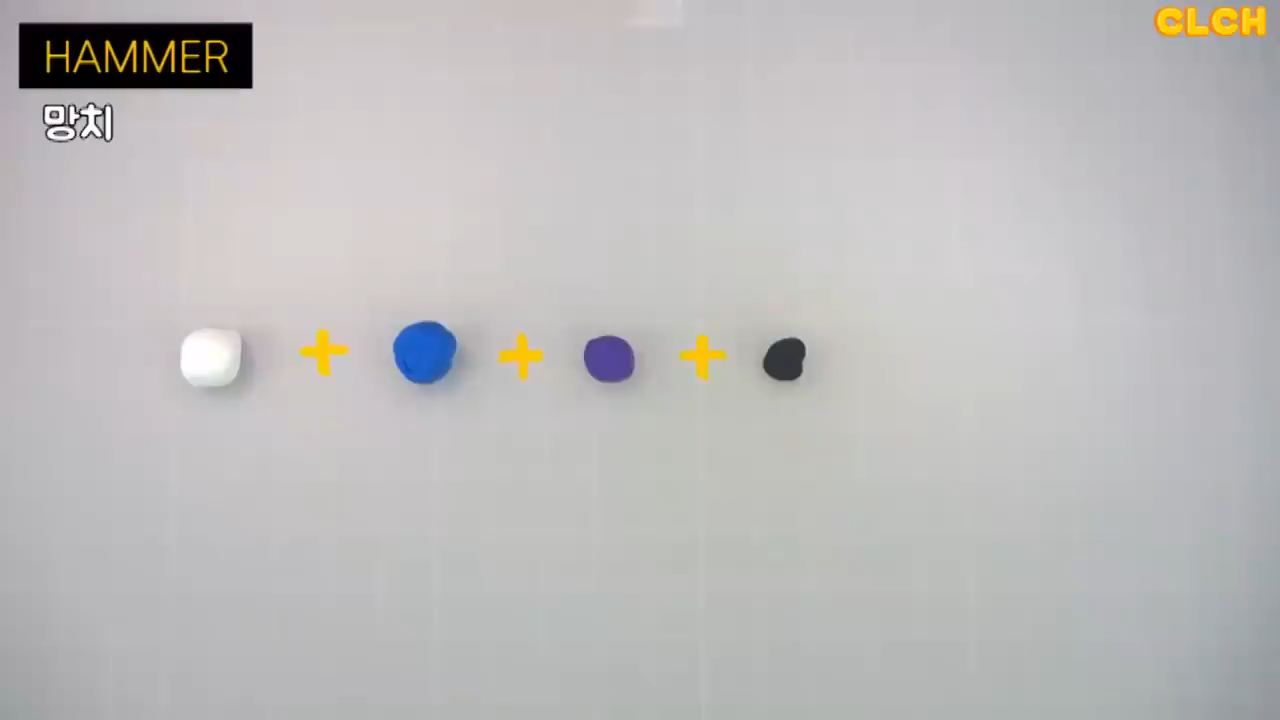 HAMMER
망치
CLCH
+ + +